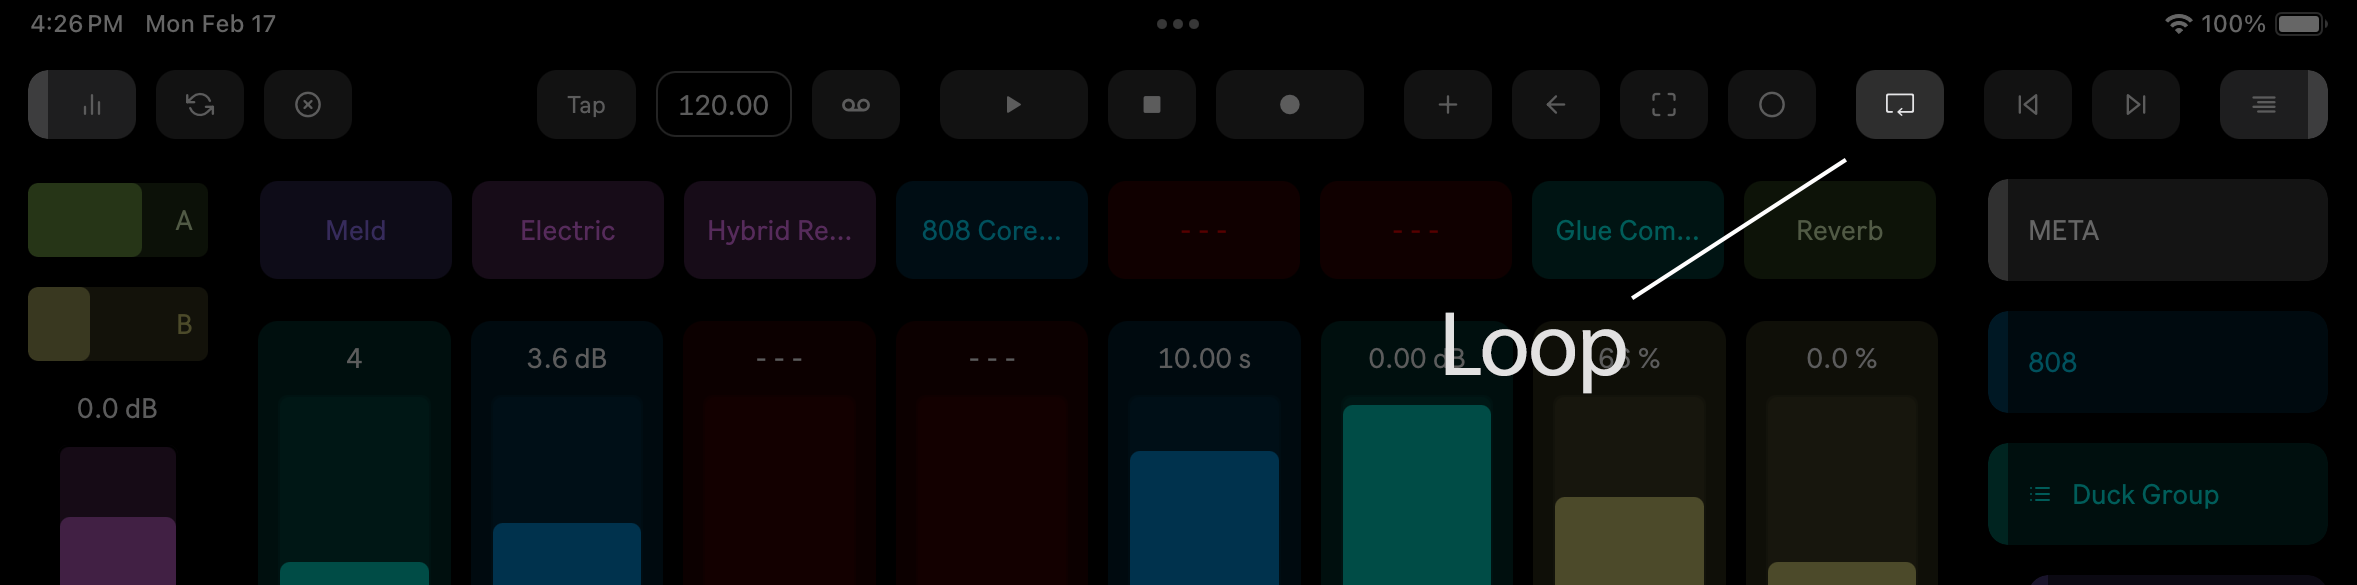 4:26 PM Mon Feb 17 100%
Tap 120.00
A Meld Electric Hybrid Re... 808 Core... - - - - - - Glue Com... Reverb META
B
4 3.6 dB - - - - - - 10.00 s 0.00 dB 66 % 0.0 % 808
Loop
0.0 dB
Duck Group